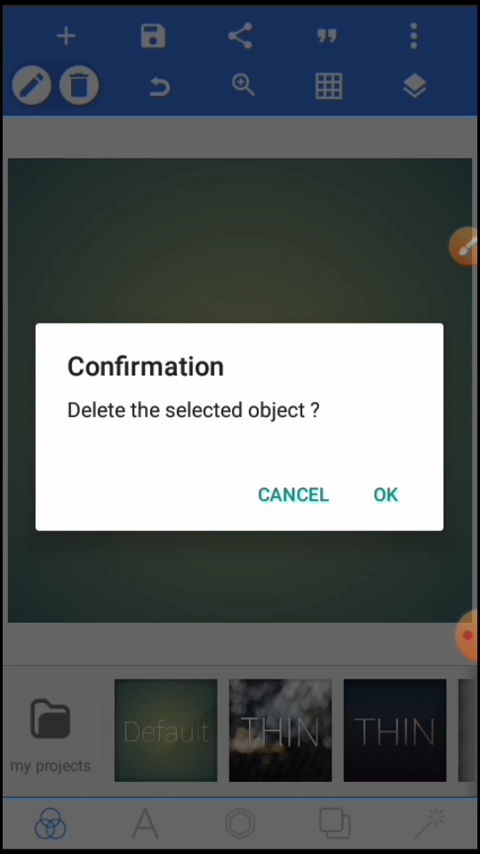 Confirmation
Delete the selected object ?
CANCEL OK
my projects
Default
THIN
THIN